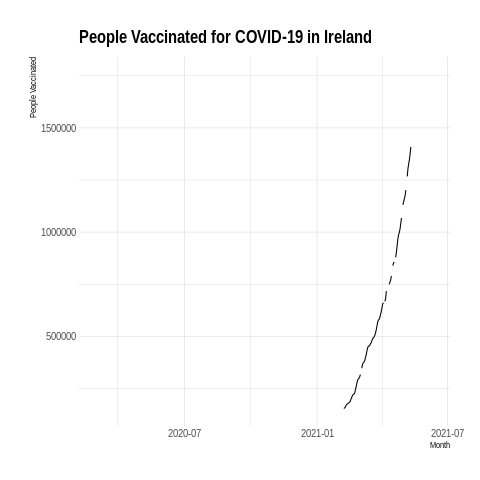 People Vaccinated for COVID-19 in Ireland
People Vaccinated
1500000
1000000
500000
2020-07
2021-01
2021-07
Month